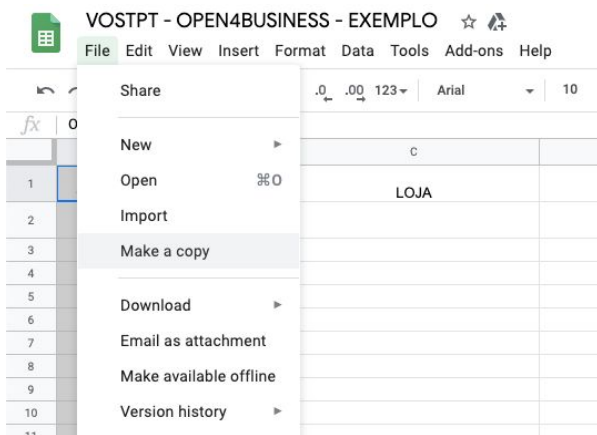 VOSTPT - OPEN4BUSINESS - EXEMPLO
File Edit View Insert Format Data Tools Add-ons Help
Share .0 .00 123 Arial 10
fx
New C
1 LOJA
Open ⌘O
2 Import
3 Make a copy
4
5 Download
6
7 Email as attachment
8 Make available offline
9
10 Version history